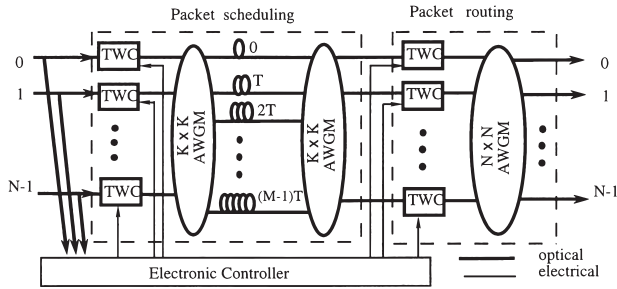 Packet scheduling
Packet routing
0
TWC
0
TWC
0
1
TWC
T
TWC
1
2T
K x K
AWGM
K x K
AWGM
N x N
AWGM
N-1
TWC
(M-1)T
TWC
N-1
Electronic Controller
optical
electrical